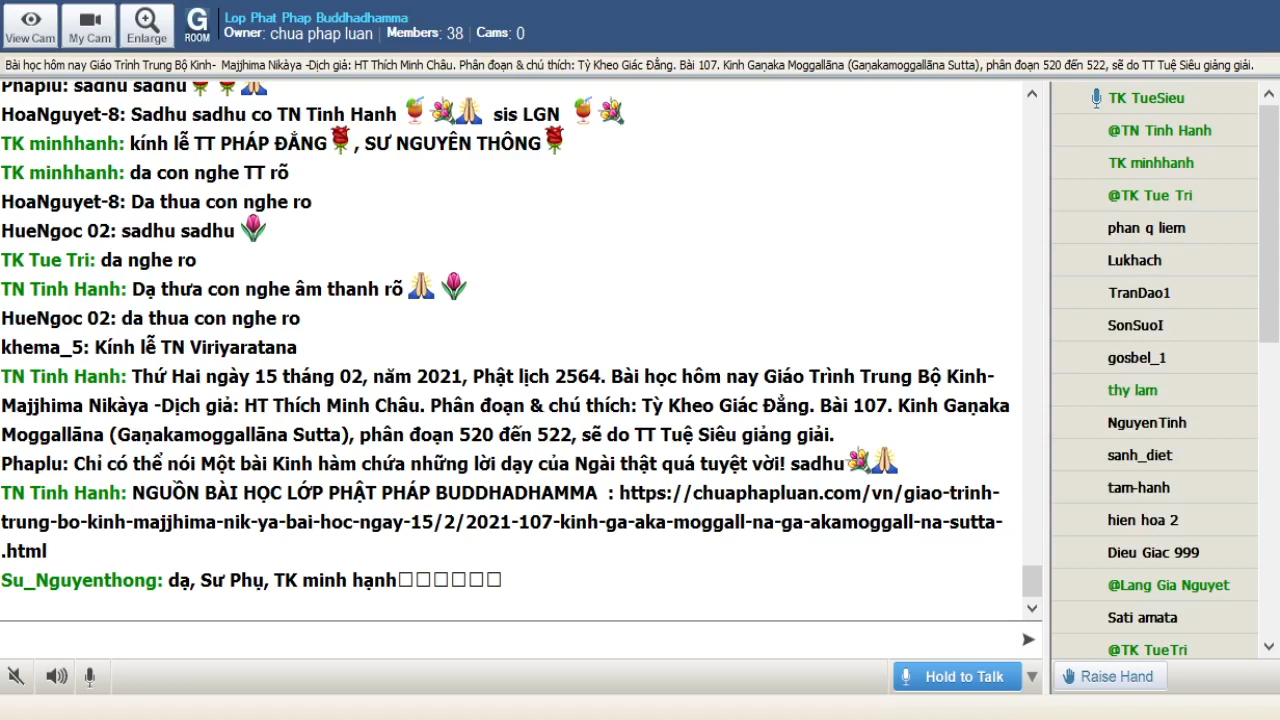 View Cam
My Cam
Enlarge
G
ROOM
Lop Phat Phap Buddhadhamma
Owner: chua phap luan Members: 38 Cams: 0
Bài học hôm nay Giáo Trình Trung Bộ Kinh- Majjhima Nikàya -Dịch giả: HT Thích Minh Châu. Phân đoạn & chú thích: Tỳ Kheo Giác Đẳng. Bài 107. Kinh Gaṇaka Moggallāna (Gaṇakamoggallāna Sutta), phân đoạn 520 đến 522, sẽ do TT Tuệ Siêu giảng giải.
Phaplu: sadhu sadhu🌹🌹🙏
HoaNguyet-8: Sadhu sadhu co TN Tinh Hanh 🍹💐🙏 sis LGN 🍹💐
TK minhhanh: kính lễ TT PHÁP ĐĂNG🌹, SƯ NGUYÊN THÔNG🌹
TK minhhanh: da con nghe TT rõ
HoaNguyet-8: Da thua con nghe ro
HueNgoc 02: sadhu sadhu 🌷
TK Tue Tri: da nghe ro
TN Tinh Hanh: Dạ thưa con nghe âm thanh rõ🙏🌷
HueNgoc 02: da thua con nghe ro
khema_5: Kính lễ TN Viriyaratana
TN Tinh Hanh: Thứ Hai ngày 15 tháng 02, năm 2021, Phật lịch 2564. Bài học hôm nay Giáo Trình Trung Bộ Kinh-
Majjhima Nikàya -Dịch giả: HT Thích Minh Châu. Phân đoạn & chú thích: Tỳ Kheo Giác Đẳng. Bài 107. Kinh Gaṇaka
Moggallāna (Gaṇakamoggallāna Sutta), phân đoạn 520 đến 522, sẽ do TT Tuệ Siêu giảng giải.
Phaplu: Chỉ có thể nói Một bài Kinh hàm chứa những lời dạy của Ngài thật quá tuyệt vời! sadhu💐🙏
TN Tinh Hanh: NGUỒN BÀI HỌC LỚP PHẬT PHÁP BUDDHADHAMMA : https://chuaphapluan.com/vn/giao-trinh-
trung-bo-kinh-majjhima-nik-ya-bai-hoc-ngay-15/2/2021-107-kinh-ga-aka-moggall-na-ga-akamoggall-na-sutta-
.html
Su_Nguyenthong: dạ, Sư Phụ, TK minh hạnh□□□□□□
Hold to Talk
TK TueSieu
@TN Tinh Hanh
TK minhhanh
@TK Tue Tri
phan q liem
Lukhach
TranDao1
SonSuoI
gosbel_1
thy lam
NguyenTinh
sanh_diet
tam-hanh
hien hoa 2
Dieu Giac 999
@Lang Gia Nguyet
Sati amata
@TK TueTri
Raise Hand